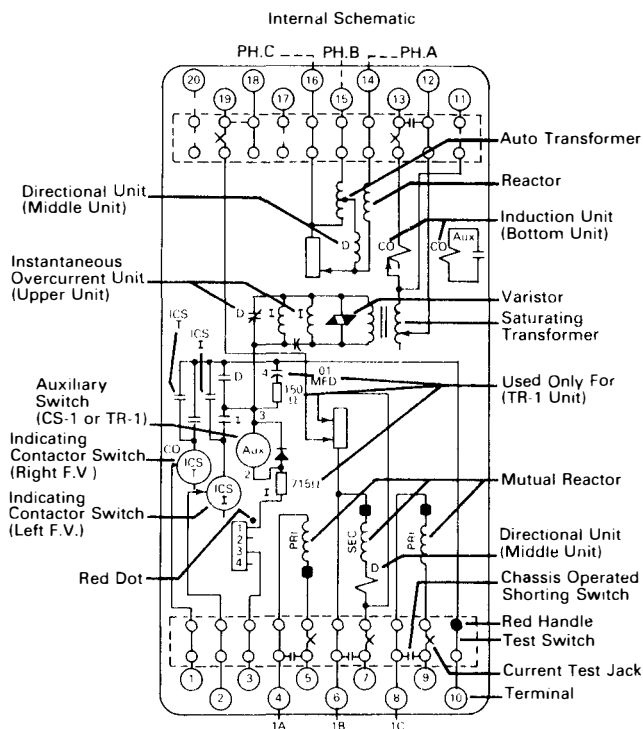 Internal Schematic
PH.C
PH.B
PH.A
20
19
18
17
16
15
14
13
12
11
Auto Transformer
Reactor
Directional Unit
(Middle Unit)
D
CO
CO
Aux
Induction Unit
(Bottom Unit)
Instantaneous
Overcurrent Unit
(Upper Unit)
D
I
I
Varistor
Saturating
Transformer
ICS
T
ICS
I
D
4
.01
MFD
150
Ω
Used Only For
(TR-1 Unit)
Auxiliary
Switch
(CS-1 or TR-1)
I
3
Aux
2
Indicating
Contactor Switch
(Right F.V.)
CO
ICS
T
I
715Ω
Mutual Reactor
Indicating
Contactor Switch
(Left F.V.)
ICS
I
1
2
3
4
PRI
SEC
PRI
D
Directional Unit
(Middle Unit)
Red Dot
Chassis Operated
Shorting Switch
Red Handle
Test Switch
Current Test Jack
Terminal
1
2
3
4
5
6
7
8
9
10
1A
1B
1C